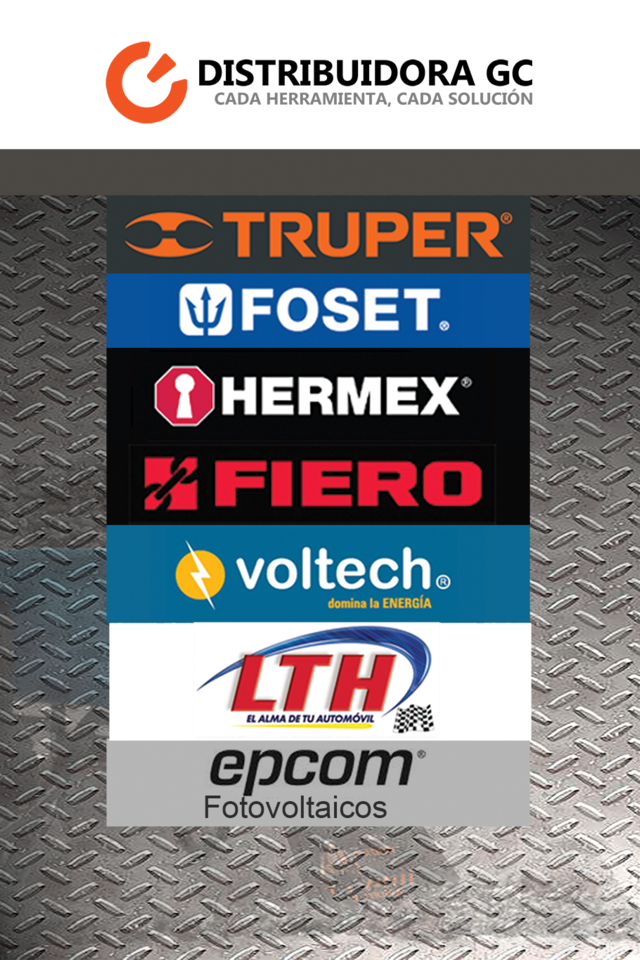 DISTRIBUIDORA GC
CADA HERRAMIENTA, CADA SOLUCIÓN
TRUPER®
FOSET®
HERMEX®
FIERO
voltech®
domina la ENERGÍA
LTH
EL ALMA DE TU AUTOMÓVIL
epcom®
Fotovoltaicos